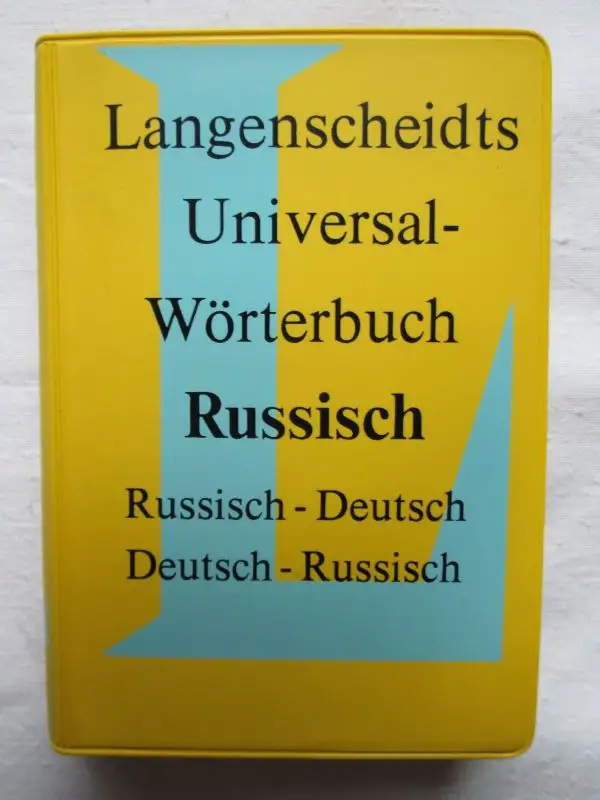 Langenscheidts
Universal-
Wörterbuch
Russisch
Russisch - Deutsch
Deutsch - Russisch